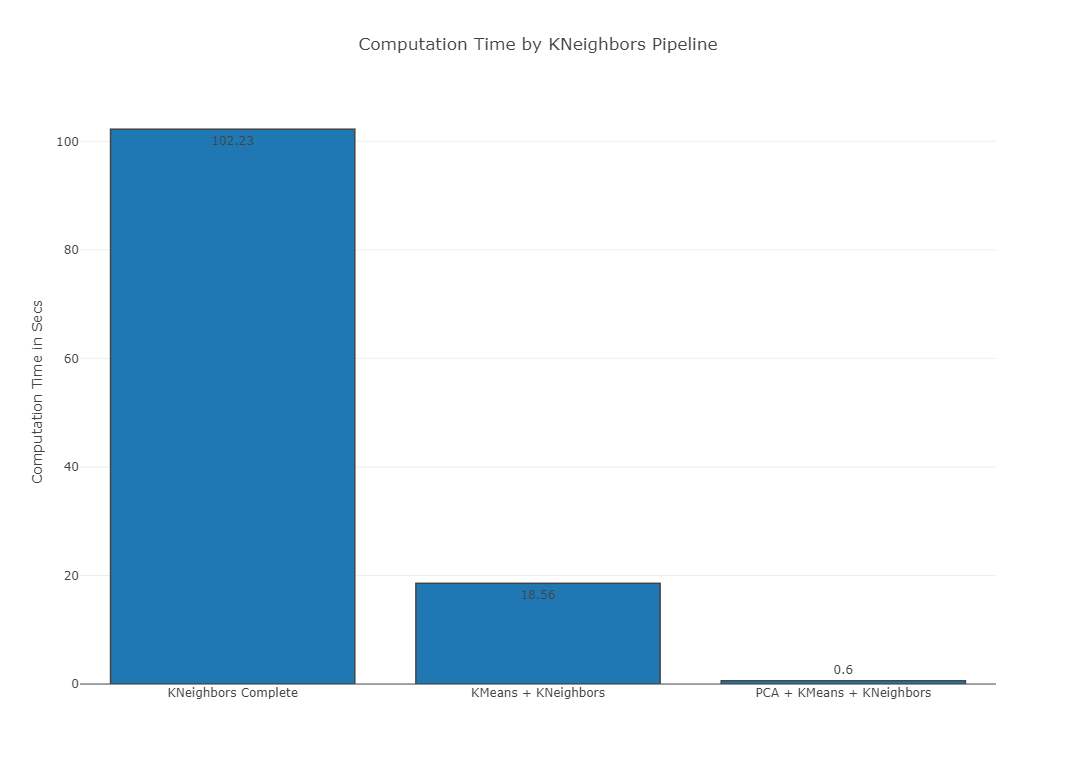 Computation Time by KNeighbors Pipeline
Computation Time in Secs
100
80
60
40
20
0
102.23
18.56
0.6
KNeighbors Complete
KMeans + KNeighbors
PCA + KMeans + KNeighbors